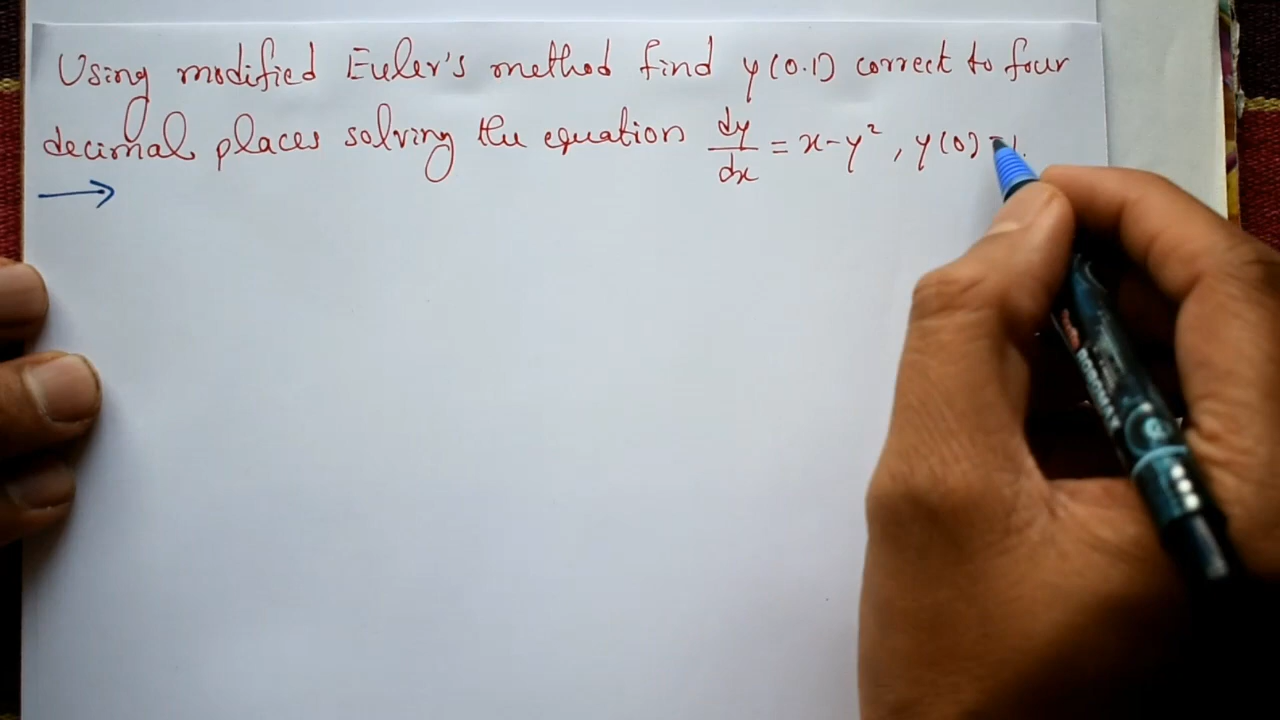 Using modified Euler's method find y(0.1) correct to four
decimal places solving the equation dy/dx = x-y², y(0) = 1.